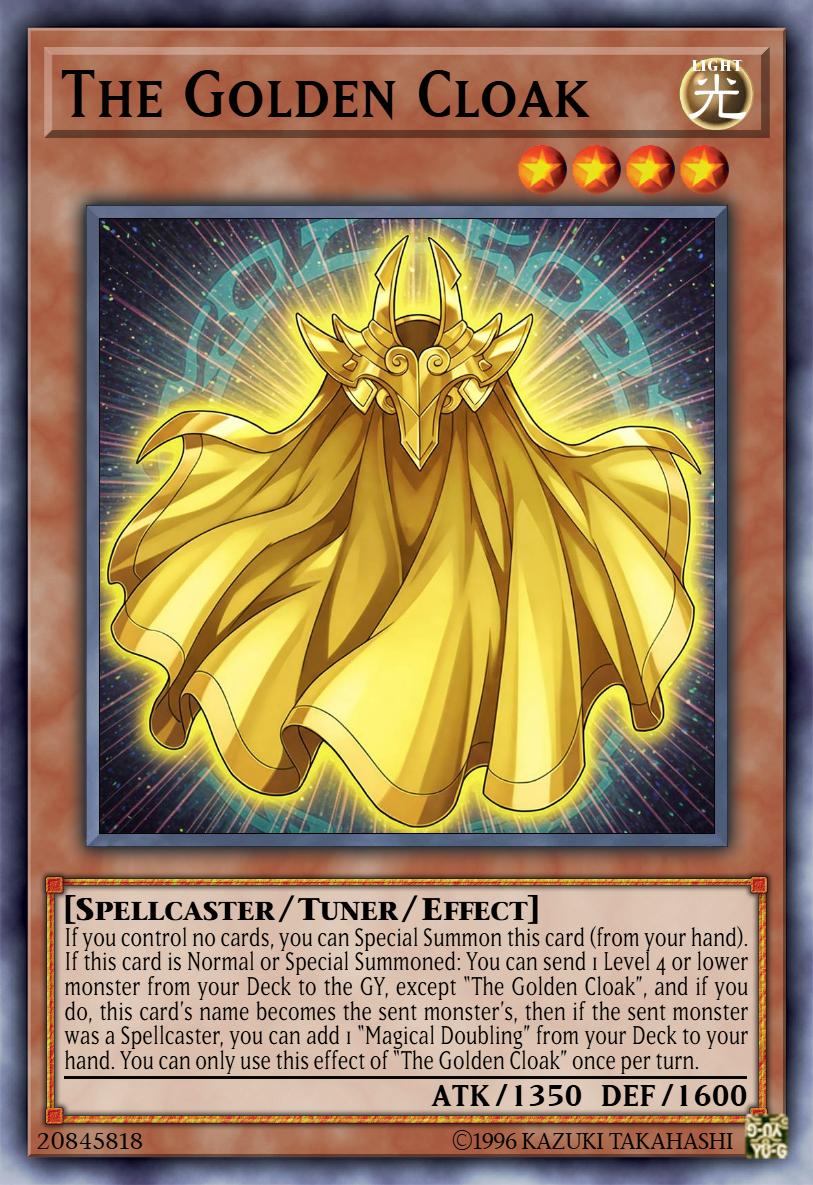 THE GOLDEN CLOAK
LIGHT
光
[SPELLCASTER/TUNER/EFFECT]
If you control no cards, you can Special Summon this card (from your hand).
If this card is Normal or Special Summoned: You can send 1 Level 4 or lower
monster from your Deck to the GY, except "The Golden Cloak", and if you
do, this card's name becomes the sent monster's, then if the sent monster
was a Spellcaster, you can add 1 "Magical Doubling" from your Deck to your
hand. You can only use this effect of "The Golden Cloak" once per turn.
ATK/1350 DEF/1600
20845818
©1996 KAZUKI TAKAHASHI